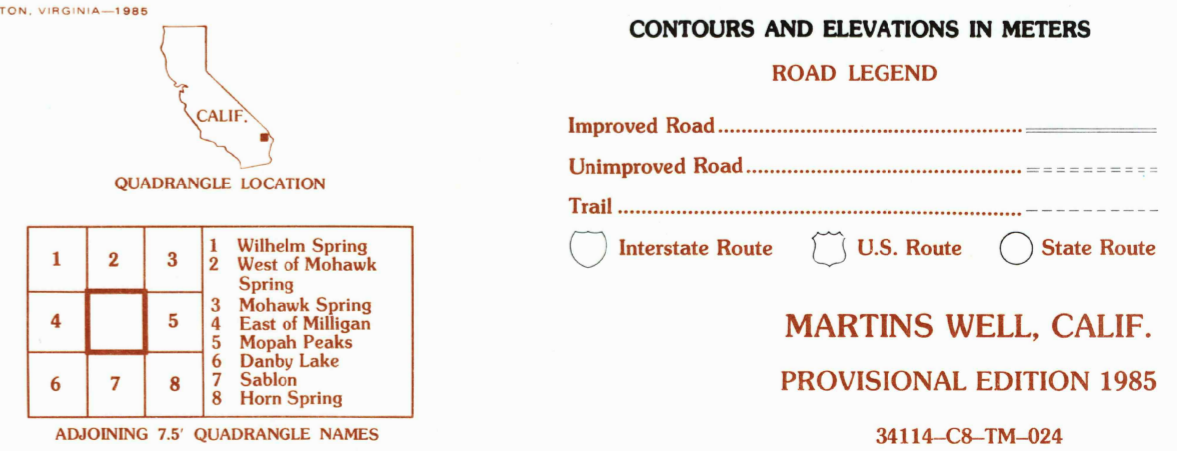 TON, VIRGINIA—1985
CALIF.
QUADRANGLE LOCATION
1 2 3
4 5
6 7 8
1 Wilhelm Spring
2 West of Mohawk
Spring
3 Mohawk Spring
4 East of Milligan
5 Mopah Peaks
6 Danby Lake
7 Sablon
8 Horn Spring
ADJOINING 7.5' QUADRANGLE NAMES
CONTOURS AND ELEVATIONS IN METERS
ROAD LEGEND
Improved Road
Unimproved Road
Trail
Interstate Route U.S. Route State Route
MARTINS WELL, CALIF.
PROVISIONAL EDITION 1985
34114–C8–TM–024